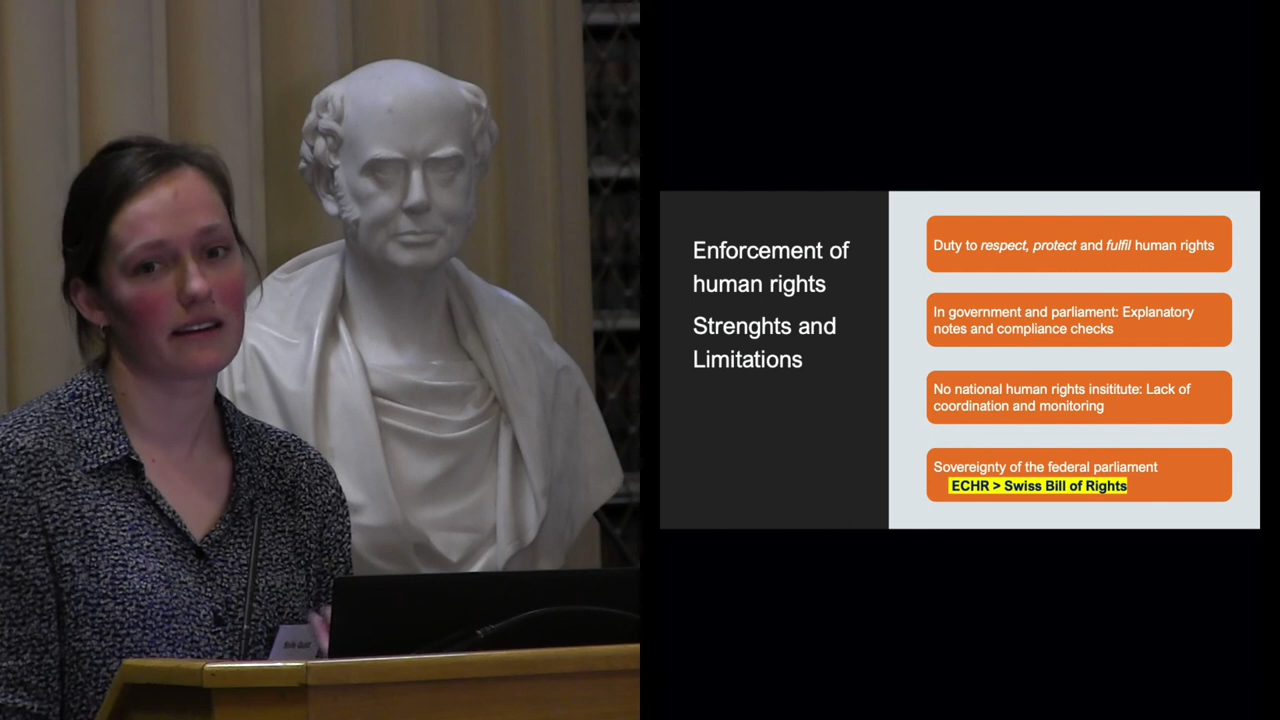 Enforcement of
human rights
Strenghts and
Limitations
Duty to respect, protect and fulfil human rights
In government and parliament: Explanatory
notes and compliance checks
No national human rights insititute: Lack of
coordination and monitoring
Sovereignty of the federal parliament
ECHR > Swiss Bill of Rights